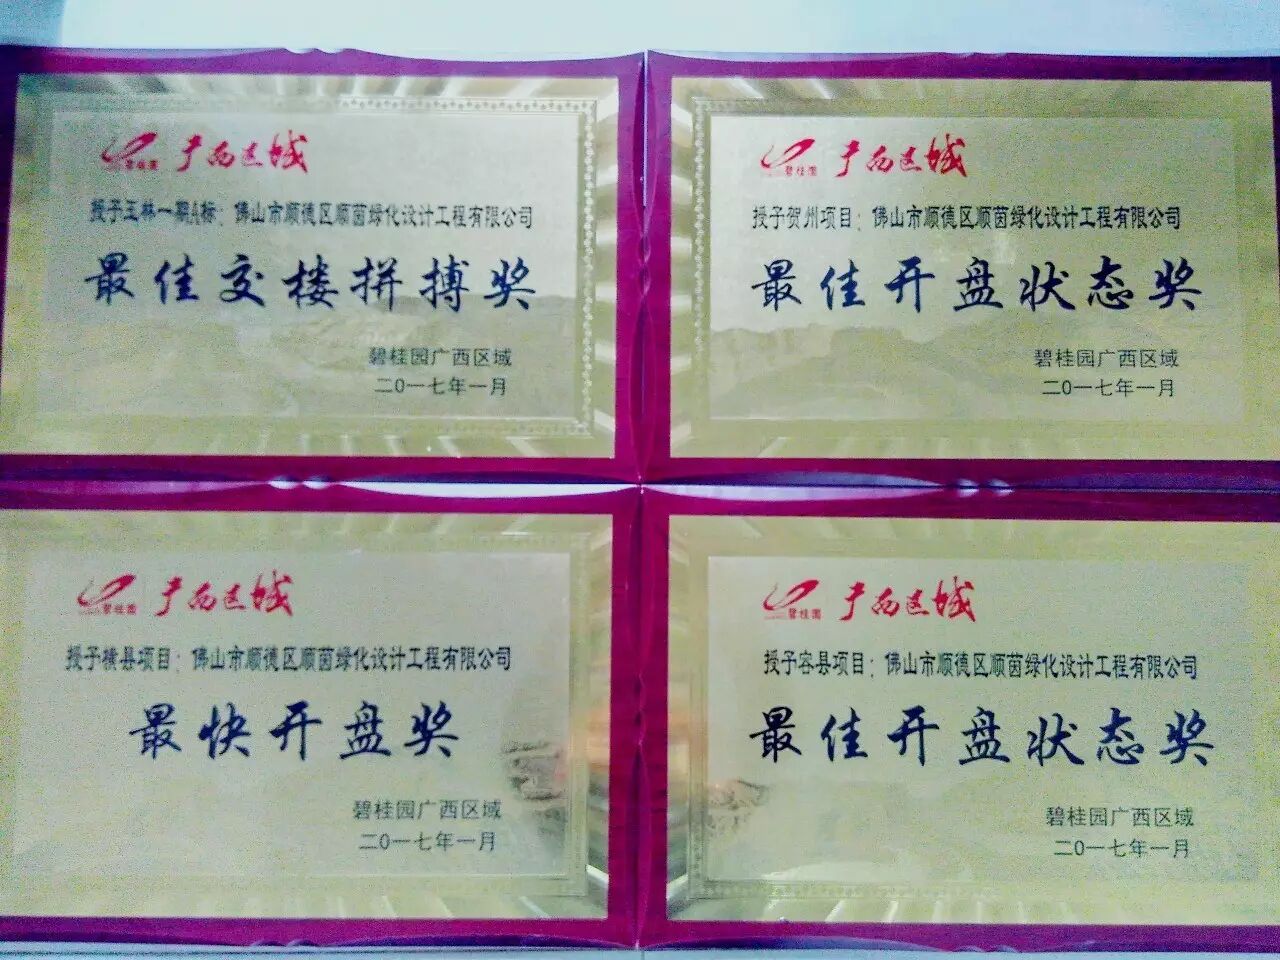 碧桂园 广西区域
授予玉林一期A标：佛山市顺德区顺茵绿化设计工程有限公司
最佳交楼拼搏奖
碧桂园广西区域
二0一七年一月
碧桂园 广西区域
授予贺州项目：佛山市顺德区顺茵绿化设计工程有限公司
最佳开盘状态奖
碧桂园广西区域
二0一七年一月
碧桂园 广西区域
授予横县项目：佛山市顺德区顺茵绿化设计工程有限公司
最快开盘奖
碧桂园广西区域
二0一七年一月
碧桂园 广西区域
授予容县项目：佛山市顺德区顺茵绿化设计工程有限公司
最佳开盘状态奖
碧桂园广西区域
二0一七年一月